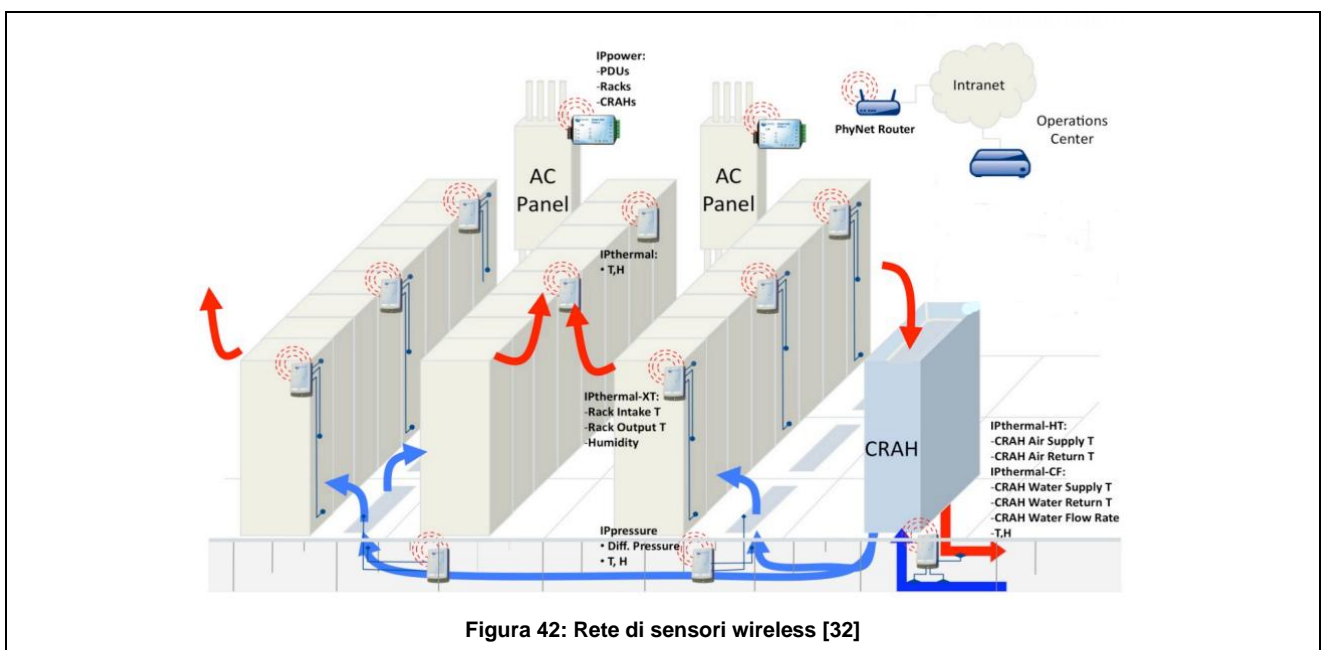 IPpower:
-PDUs
-Racks
-CRAHs
AC
Panel
AC
Panel
PhyNet Router
Intranet
Operations
Center
IPthermal:
• T,H
IPthermal-XT:
-Rack Intake T
-Rack Output T
-Humidity
CRAH
IPthermal-HT:
-CRAH Air Supply T
-CRAH Air Return T
IPthermal-CF:
-CRAH Water Supply T
-CRAH Water Return T
-CRAH Water Flow Rate
-T,H
IPpressure
• Diff. Pressure
• T, H
Figura 42: Rete di sensori wireless [32]